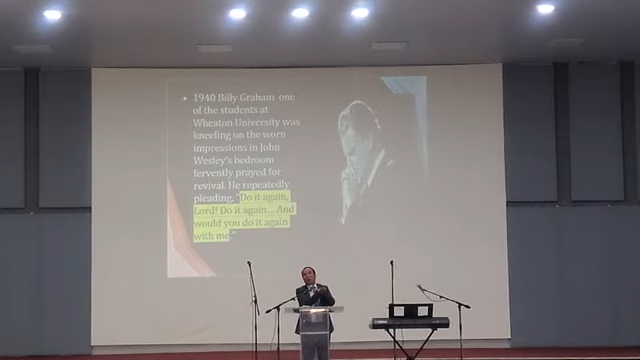 • 1940 Billy Graham one
of the students at
Wheaton University was
kneeling on the worn
impressions in John
Wesley's bedroom
fervently prayed for
revival. He repeatedly
pleading, "Do it again,
Lord! Do it again... And
would you do it again
with me."